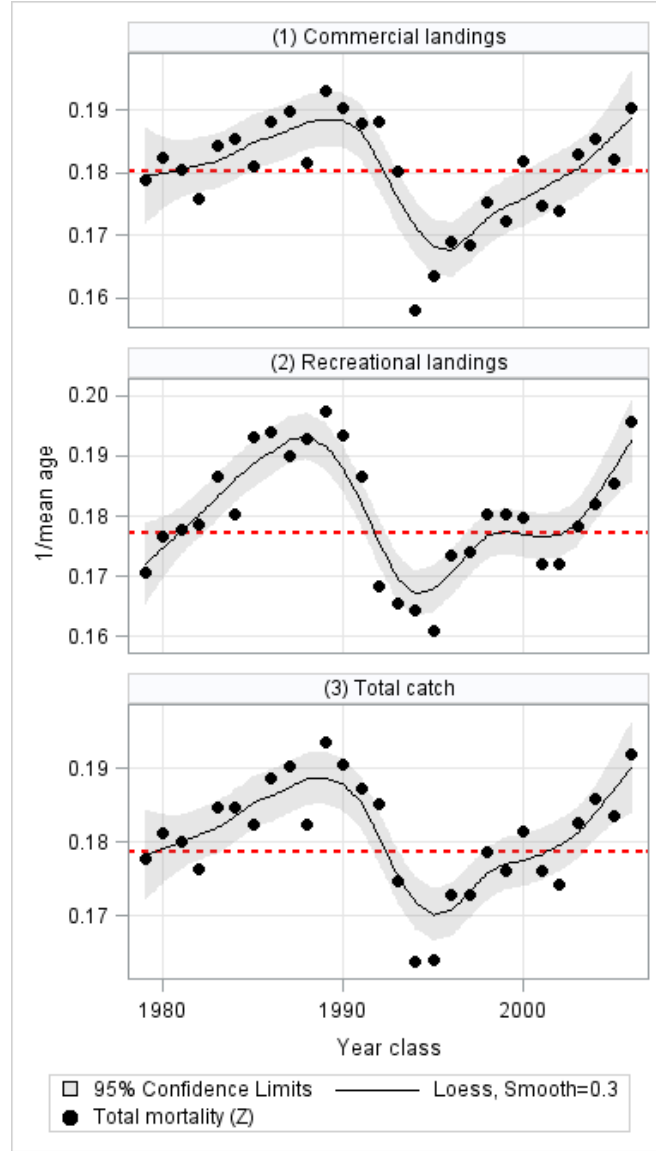 (1) Commercial landings
0.19
0.18
0.17
0.16
(2) Recreational landings
0.20
0.19
0.18
0.17
0.16
1/mean age
(3) Total catch
0.19
0.18
0.17
1980 1990 2000
Year class
95% Confidence Limits Loess, Smooth=0.3
Total mortality (Z)